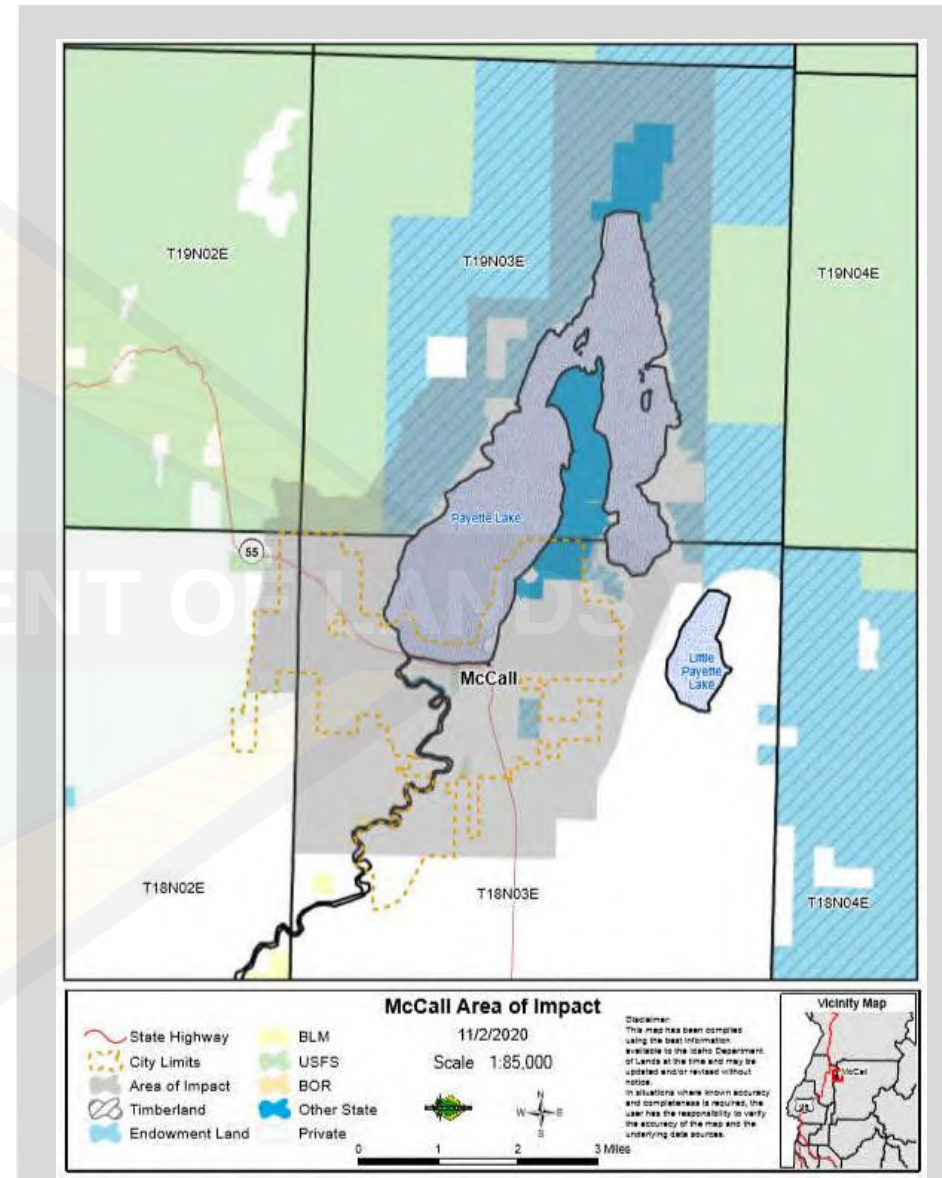 T19N02E
T19N03E
T19N04E
Payette Lake
55
ENT OF LANDS
McCall
Little
Payette
Lake
T18N02E
T18N03E
T18N04E
McCall Area of Impact
11/2/2020
Scale 1:85,000
State Highway
City Limits
Area of Impact
Timberland
Endowment Land
BLM
USFS
BOR
Other State
Private
N
W E
S
0 1 2 3 Miles
Disclaimer:
This map has been compiled
using the best information
available to the Idaho Department
of Lands at the time and may be
updated and/or revised without
notice.
In situations where known accuracy
and completeness is required, the
user has the responsibility to verify
the accuracy of the map and the
underlying data sources.
Vicinity Map
McCall